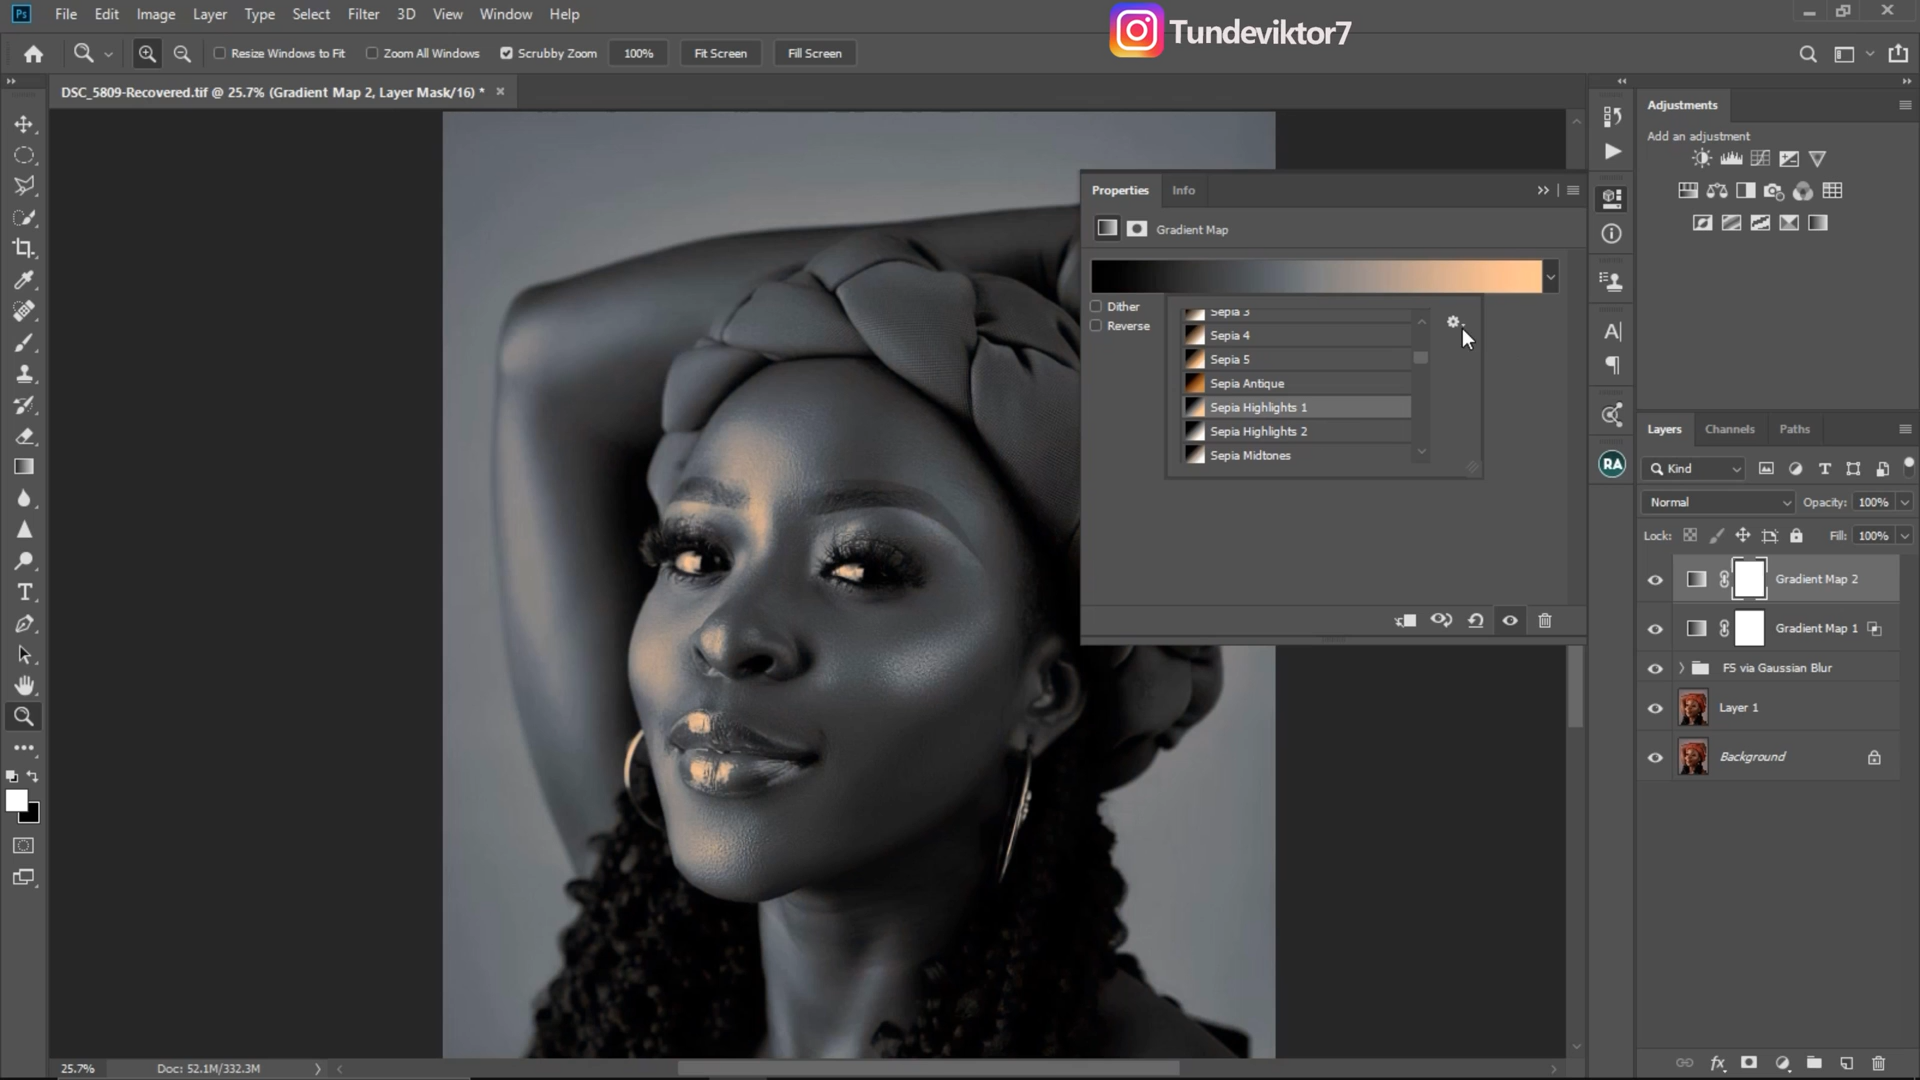 Ps File Edit Image Layer Type Select Filter 3D View Window Help
Tundeviktor7
Resize Windows to Fit Zoom All Windows Scrubby Zoom 100% Fit Screen Fill Screen
DSC_5809-Recovered.tif @ 25.7% (Gradient Map 2, Layer Mask/16) *
Adjustments
Add an adjustment
Properties Info
Gradient Map
Dither
Reverse
Sepia 3
Sepia 4
Sepia 5
Sepia Antique
Sepia Highlights 1
Sepia Highlights 2
Sepia Midtones
RA
Layers Channels Paths
Kind
Normal Opacity: 100%
Lock: Fill: 100%
Gradient Map 2
Gradient Map 1
FS via Gaussian Blur
Layer 1
Background
25.7% Doc: 52.1M/332.3M